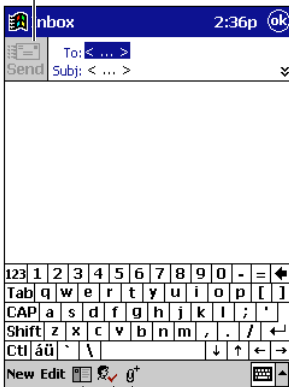 Inbox 2:36p ok
To: < ... >
Send Subj: < ... >
123 1 2 3 4 5 6 7 8 9 0 - =
Tab q w e r t y u i o p [ ]
CAP a s d f g h j k l ; '
Shift z x c v b n m , . /
Ctl áü ` \
New Edit